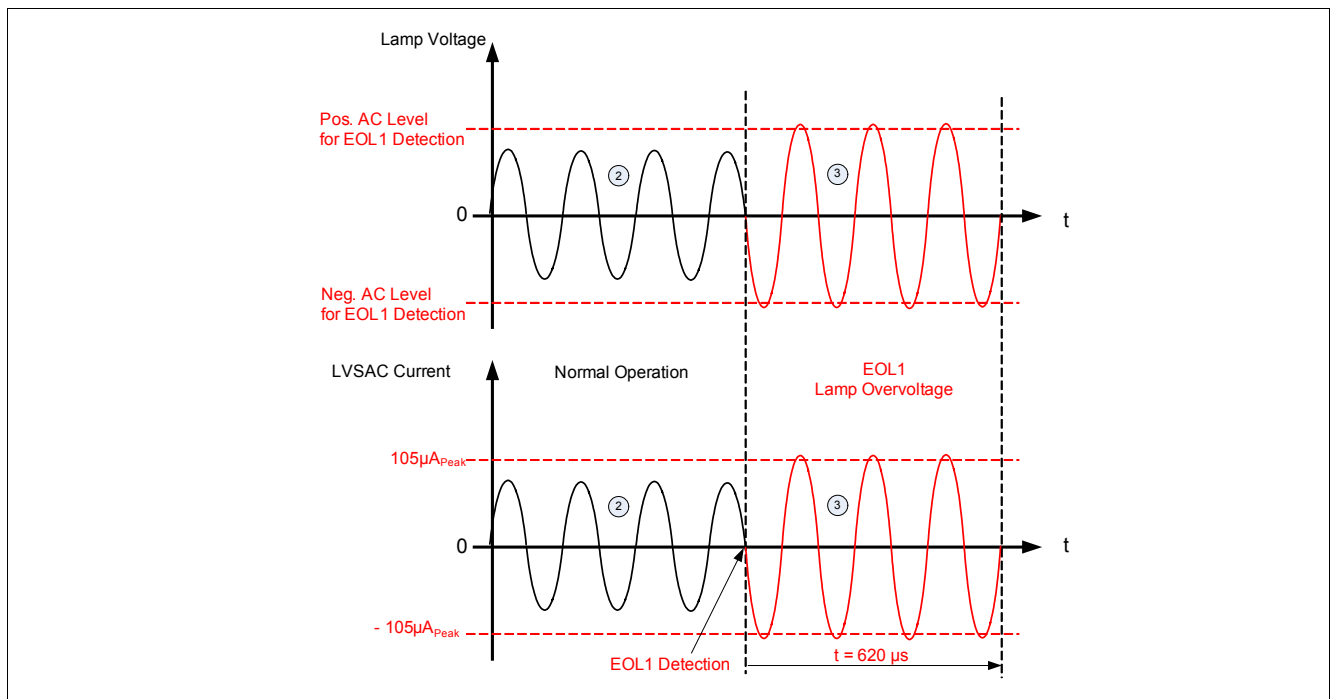 Lamp Voltage
Pos. AC Level
for EOL1 Detection
2
3
0
t
Neg. AC Level
for EOL1 Detection
LVSAC Current
Normal Operation
EOL1
Lamp Overvoltage
105µAPeak
2
3
0
t
- 105µAPeak
EOL1 Detection
t = 620 µs